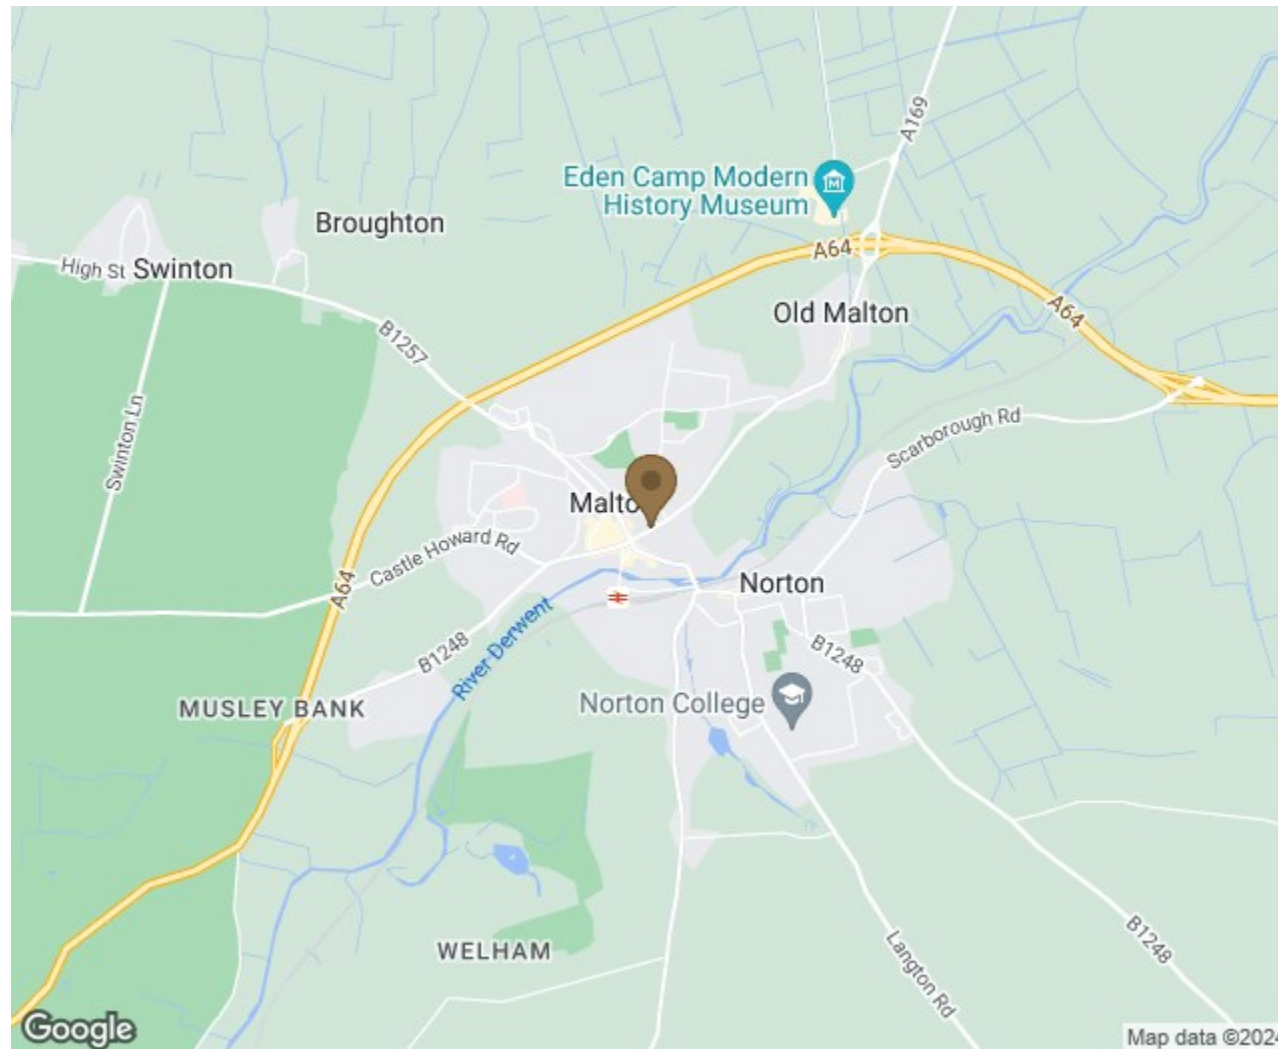 A169
Eden Camp Modern
History Museum
Broughton
A64
High St
Swinton
Old Malton
A64
B1257
Swinton Ln
Scarborough Rd
Malto
Castle Howard Rd
A64
Norton
River Derwent
B1248
B1248
MUSLEY BANK
Norton College
WELHAM
Langton Rd
B1248
Google
Map data ©2024